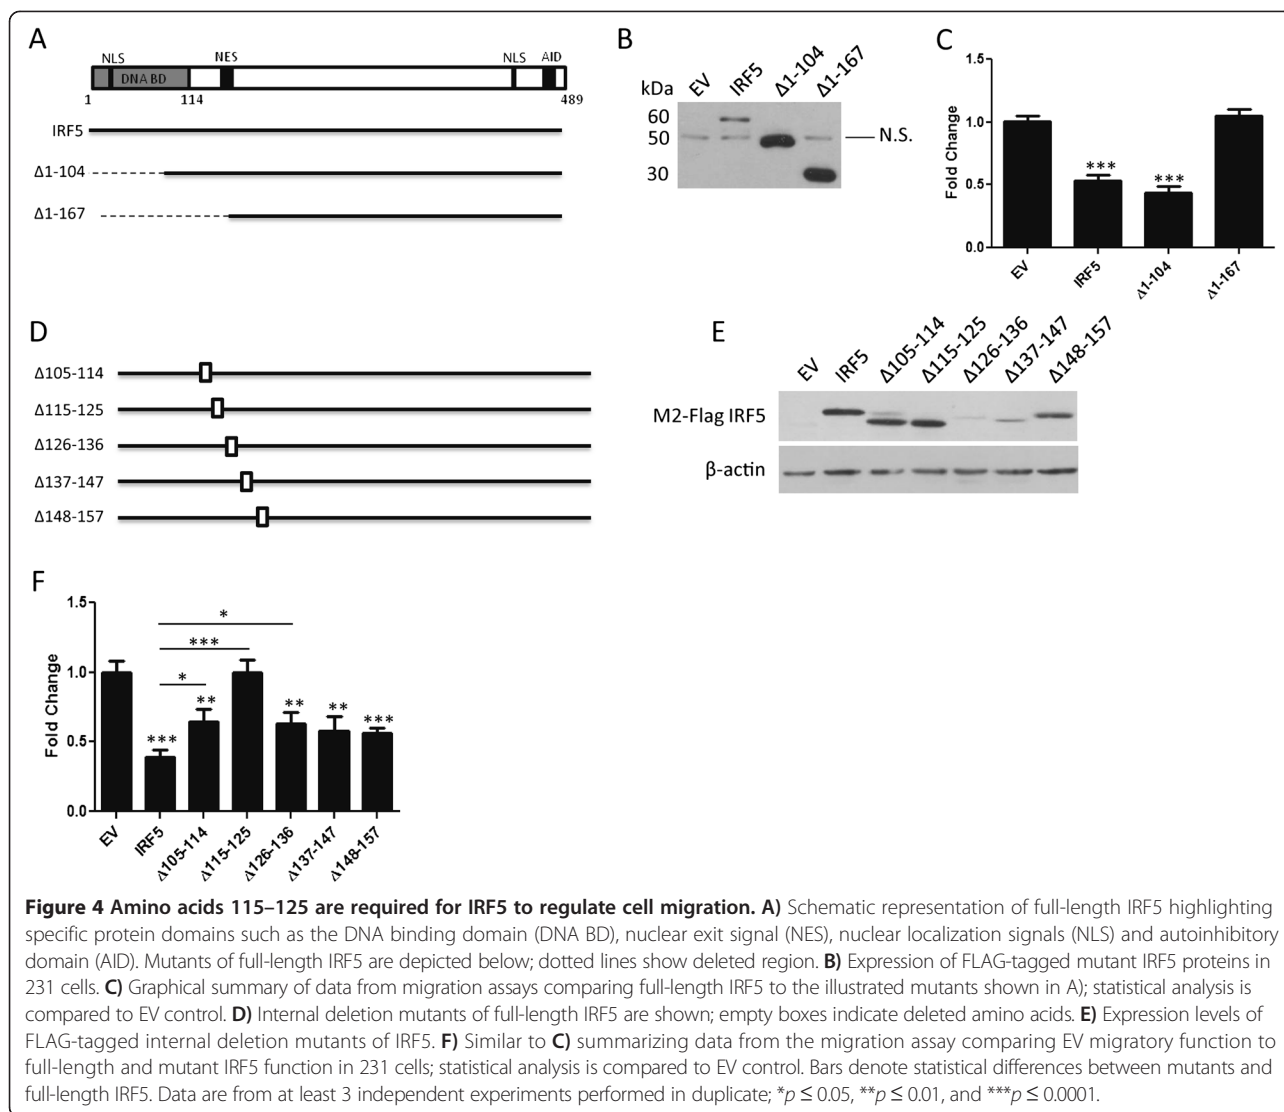 A
NLS NES NLS AID
DNA BD
1 114 489
IRF5
Δ1-104
Δ1-167
B
EV IRF5 Δ1-104 Δ1-167
kDa
60
50
30
N.S.
C
Fold Change
1.5
1.0
0.5
0.0
*** ***
EV IRF5 Δ1-104 Δ1-167
D
Δ105-114
Δ115-125
Δ126-136
Δ137-147
Δ148-157
E
EV IRF5 Δ105-114 Δ115-125 Δ126-136 Δ137-147 Δ148-157
M2-Flag IRF5
β-actin
F
Fold Change
1.5
1.0
0.5
0.0
*
***
*
*** ** ** ** ***
EV IRF5 Δ105-114 Δ115-125 Δ126-136 Δ137-147 Δ148-157
Figure 4 Amino acids 115–125 are required for IRF5 to regulate cell migration. A) Schematic representation of full-length IRF5 highlighting
specific protein domains such as the DNA binding domain (DNA BD), nuclear exit signal (NES), nuclear localization signals (NLS) and autoinhibitory
domain (AID). Mutants of full-length IRF5 are depicted below; dotted lines show deleted region. B) Expression of FLAG-tagged mutant IRF5 proteins in
231 cells. C) Graphical summary of data from migration assays comparing full-length IRF5 to the illustrated mutants shown in A); statistical analysis is
compared to EV control. D) Internal deletion mutants of full-length IRF5 are shown; empty boxes indicate deleted amino acids. E) Expression levels of
FLAG-tagged internal deletion mutants of IRF5. F) Similar to C) summarizing data from the migration assay comparing EV migratory function to
full-length and mutant IRF5 function in 231 cells; statistical analysis is compared to EV control. Bars denote statistical differences between mutants and
full-length IRF5. Data are from at least 3 independent experiments performed in duplicate; *p ≤ 0.05, **p ≤ 0.01, and ***p ≤ 0.0001.